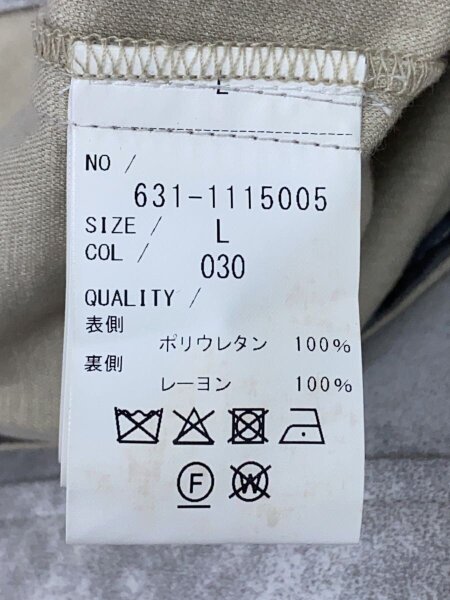 L
NO /
631-1115005
SIZE / L
COL / 030
QUALITY /
表側
ポリウレタン 100%
裏側
レーヨン 100%
F W